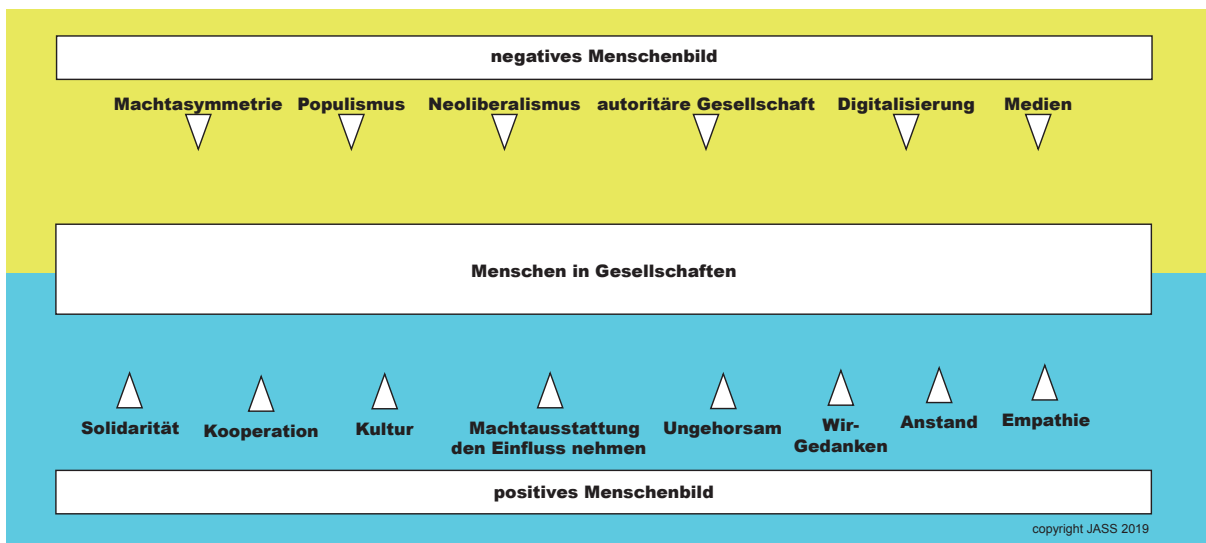 negatives Menschenbild
Machtasymmetrie Populismus Neoliberalismus autoritäre Gesellschaft Digitalisierung Medien
Menschen in Gesellschaften
Solidarität Kooperation Kultur Machtausstattung Ungehorsam Wir- Anstand Empathie
den Einfluss nehmen Gedanken
positives Menschenbild
copyright JASS 2019